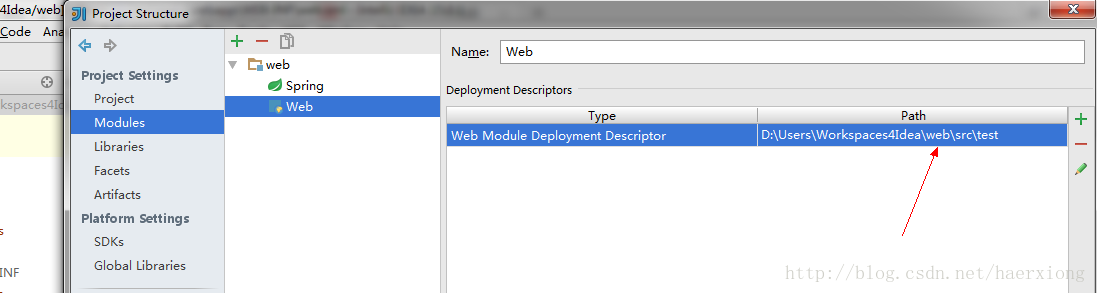 4Idea/web]
Project Structure
Code Ana
Name: Web
web
Project Settings
Spring
Deployment Descriptors
Project
Web
kspaces4Id
Type Path
Modules
Web Module Deployment Descriptor D:\Users\Workspaces4Idea\web\src\test
Libraries
Facets
Artifacts
Platform Settings
s
SDKs
INF
Global Libraries
http://blog.csdn.net/haerxiong